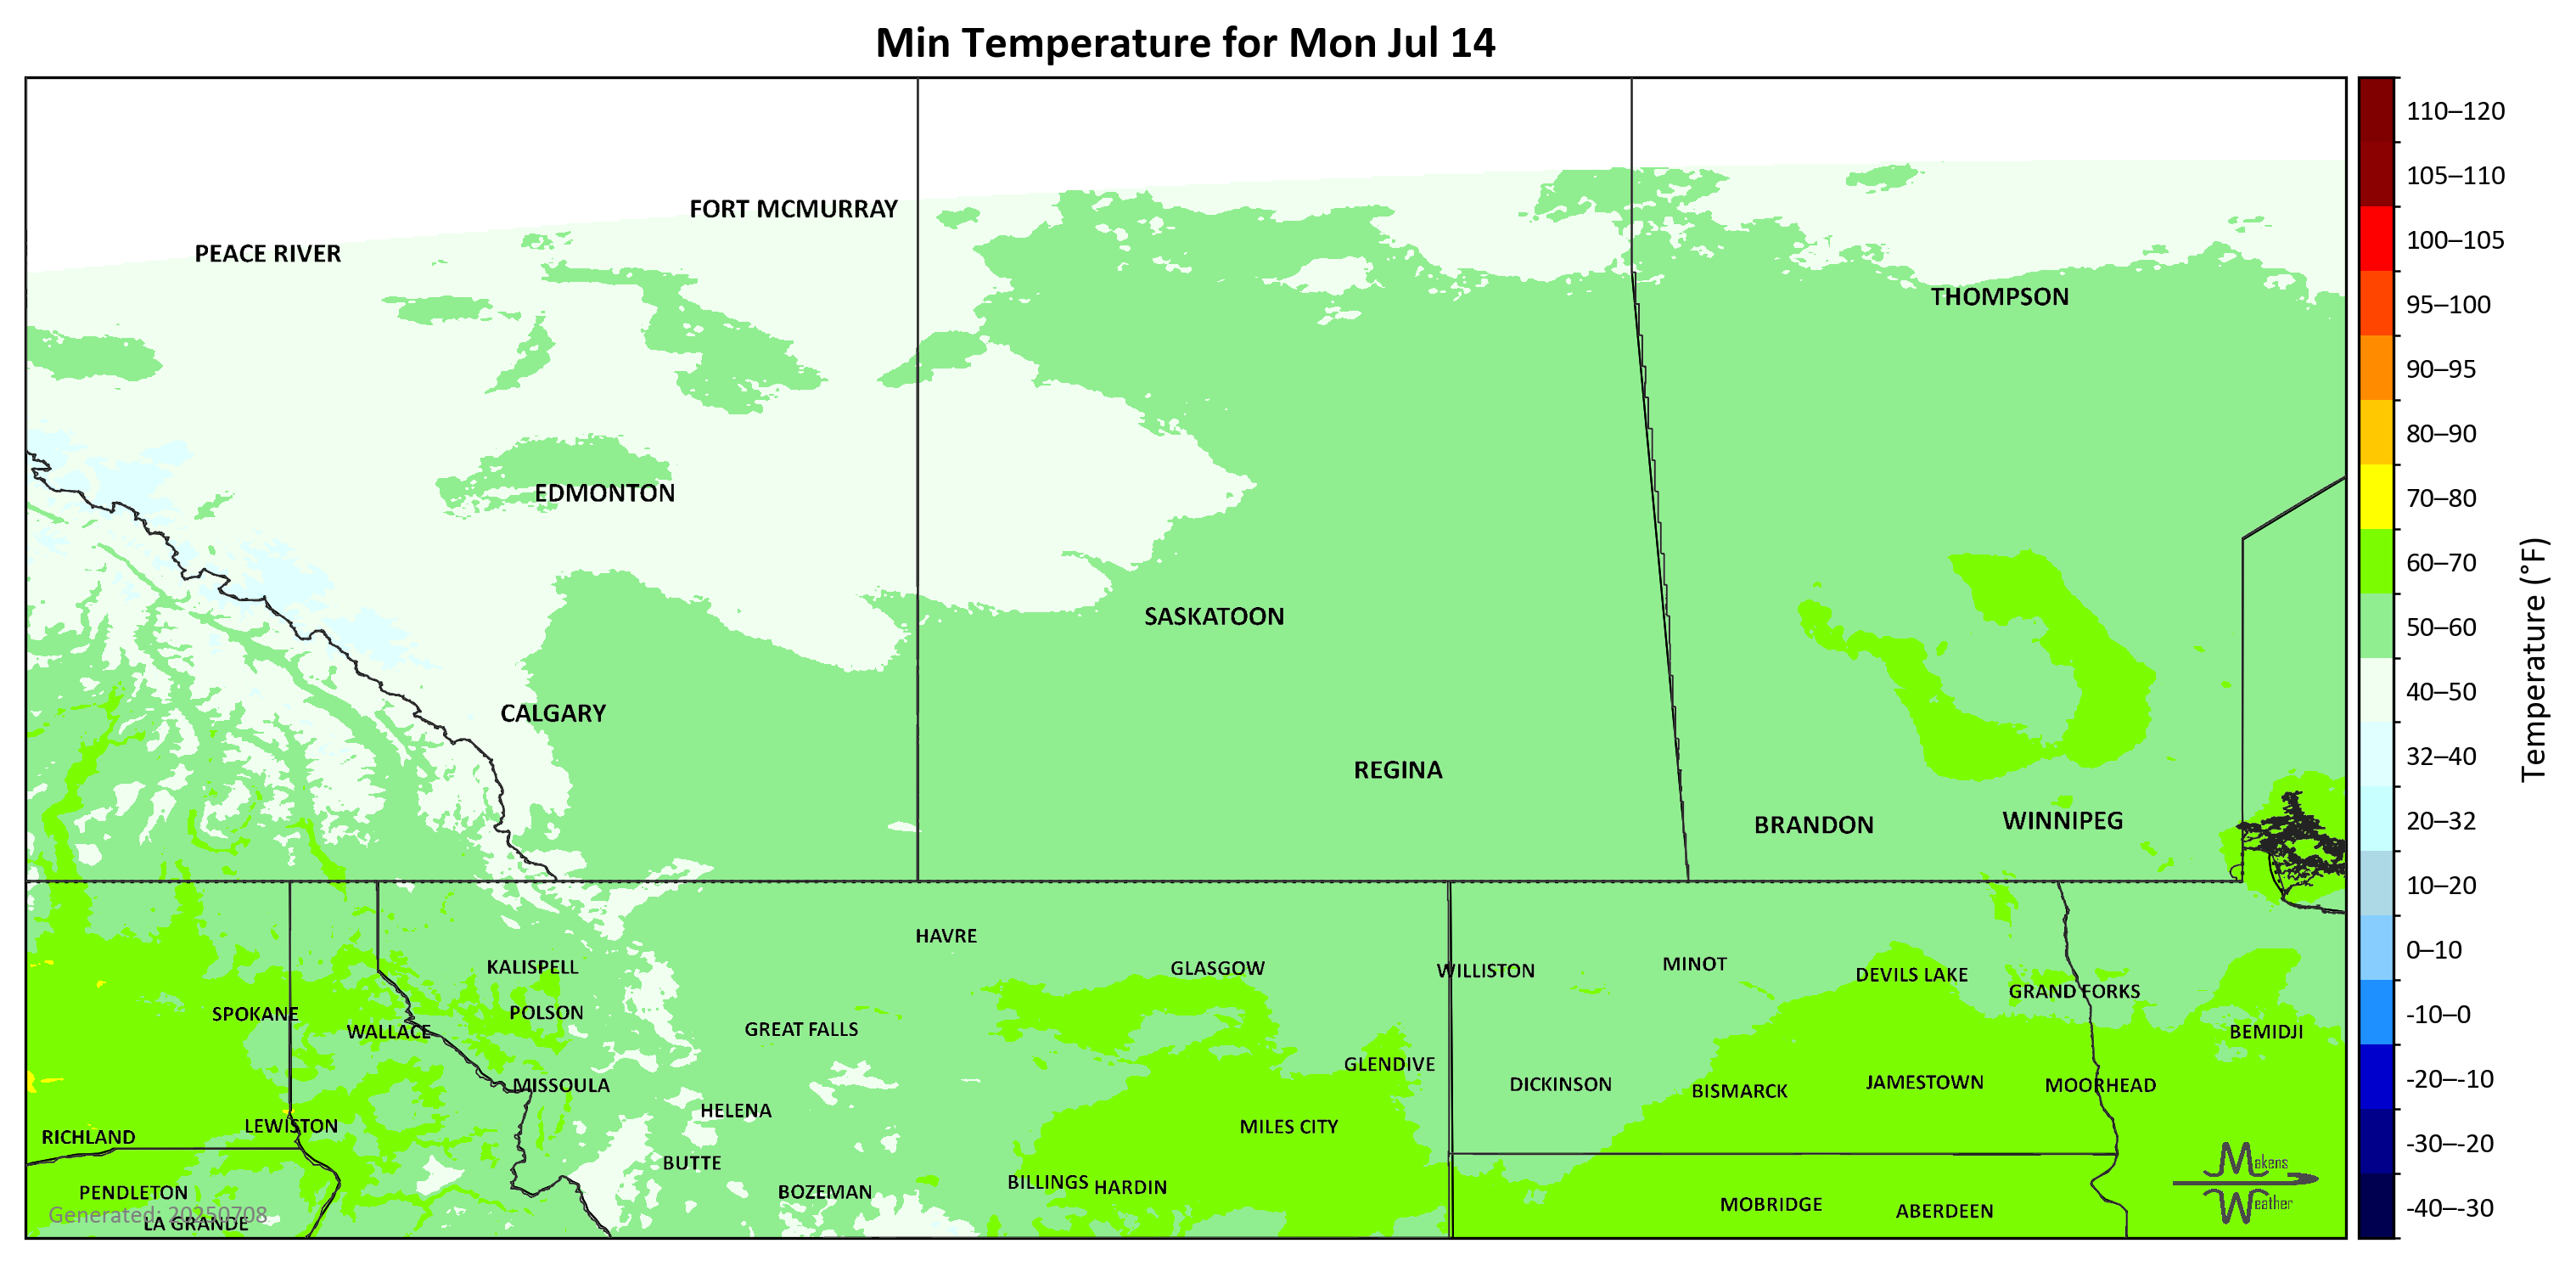 Min Temperature for Mon Jul 14
FORT MCMURRAY
PEACE RIVER
THOMPSON
EDMONTON
SASKATOON
CALGARY
REGINA
BRANDON
WINNIPEG
HAVRE
KALISPELL
GLASGOW
WILLISTON
MINOT
DEVILS LAKE
GRAND FORKS
SPOKANE
POLSON
WALLACE
GREAT FALLS
BEMIDJI
GLENDIVE
MISSOULA
DICKINSON
BISMARCK
JAMESTOWN
MOORHEAD
HELENA
LEWISTON
MILES CITY
RICHLAND
BUTTE
PENDLETON
BOZEMAN
BILLINGS
HARDIN
MOBRIDGE
ABERDEEN
LA GRANDE
Generated: 20250708
Makens
Weather
110–120
105–110
100–105
95–100
90–95
80–90
70–80
60–70
50–60
40–50
32–40
20–32
10–20
0–10
-10–0
-20–-10
-30–-20
-40–-30
Temperature (°F)